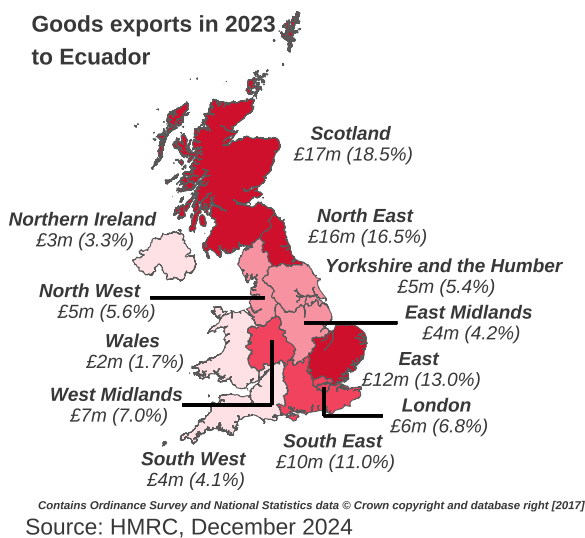 Goods exports in 2023
to Ecuador
Scotland
£17m (18.5%)
Northern Ireland
£3m (3.3%)
North East
£16m (16.5%)
Yorkshire and the Humber
£5m (5.4%)
North West
£5m (5.6%)
East Midlands
£4m (4.2%)
Wales
£2m (1.7%)
East
£12m (13.0%)
West Midlands
£7m (7.0%)
London
£6m (6.8%)
South East
£10m (11.0%)
South West
£4m (4.1%)
Contains Ordinance Survey and National Statistics data © Crown copyright and database right [2017]
Source: HMRC, December 2024